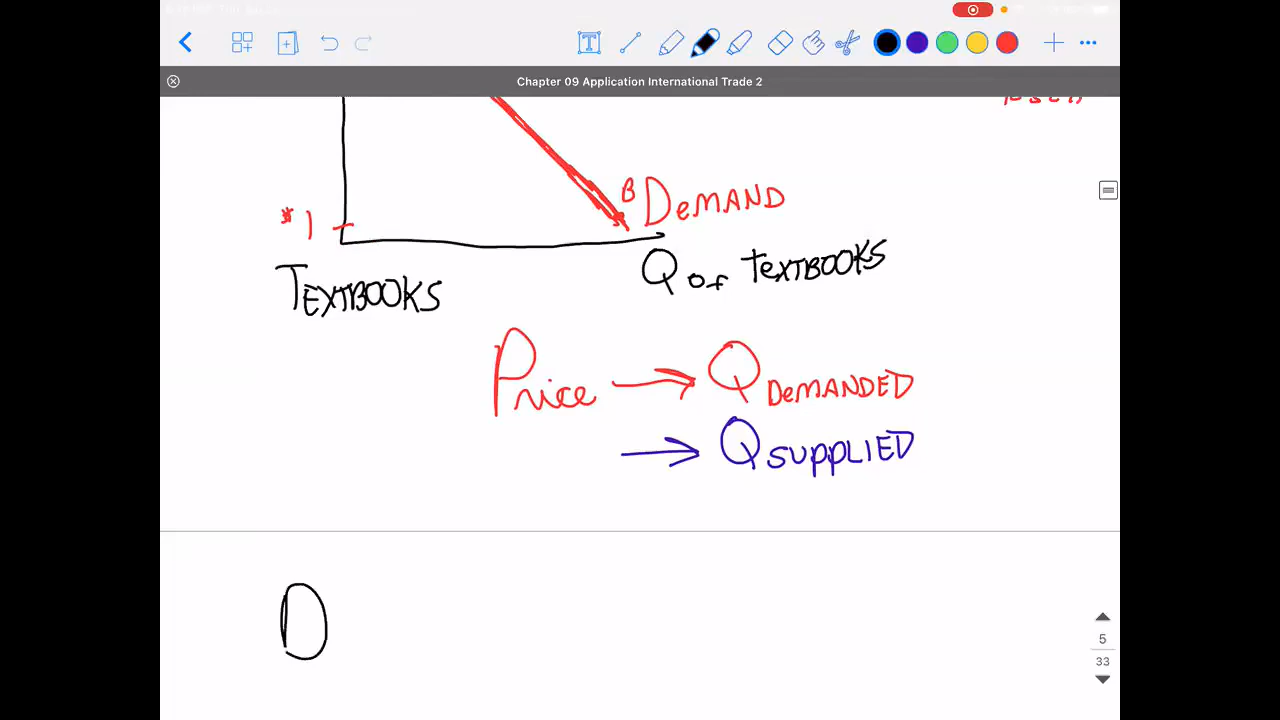 Chapter 09 Application International Trade 2
B DeMAND
$1
TEXTBOOKS
Q of TEXTBOOKS
Price → Q DeMANDED
→ Q SUPPLIED
D
5
33